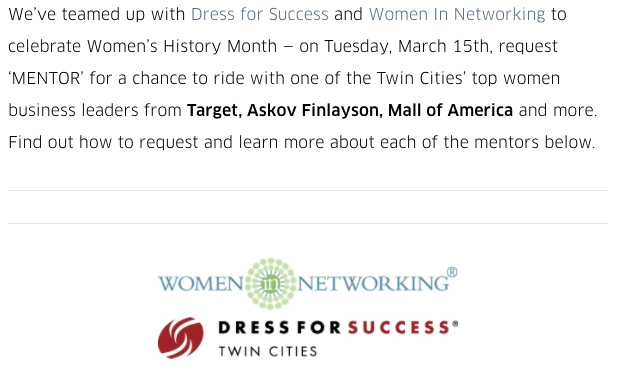 We’ve teamed up with Dress for Success and Women In Networking to
celebrate Women’s History Month – on Tuesday, March 15th, request
‘MENTOR’ for a chance to ride with one of the Twin Cities’ top women
business leaders from Target, Askov Finlayson, Mall of America and more.
Find out how to request and learn more about each of the mentors below.
WOMEN in NETWORKING®
DRESS FOR SUCCESS®
TWIN CITIES